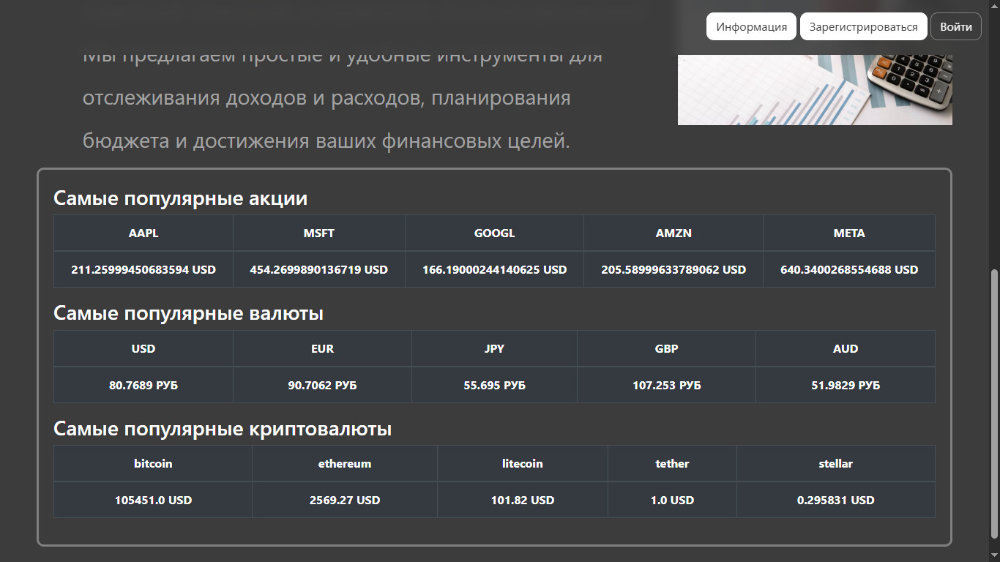 Информация Зарегистрироваться Войти
Мы предлагаем простые и удобные инструменты для
отслеживания доходов и расходов, планирования
бюджета и достижения ваших финансовых целей.
Самые популярные акции
AAPL MSFT GOOGL AMZN META
211.25999450683594 USD 454.2699890136719 USD 166.19000244140625 USD 205.58999633789062 USD 640.3400268554688 USD
Самые популярные валюты
USD EUR JPY GBP AUD
80.7689 РУБ 90.7062 РУБ 55.695 РУБ 107.253 РУБ 51.9829 РУБ
Самые популярные криптовалюты
bitcoin ethereum litecoin tether stellar
105451.0 USD 2569.27 USD 101.82 USD 1.0 USD 0.295831 USD